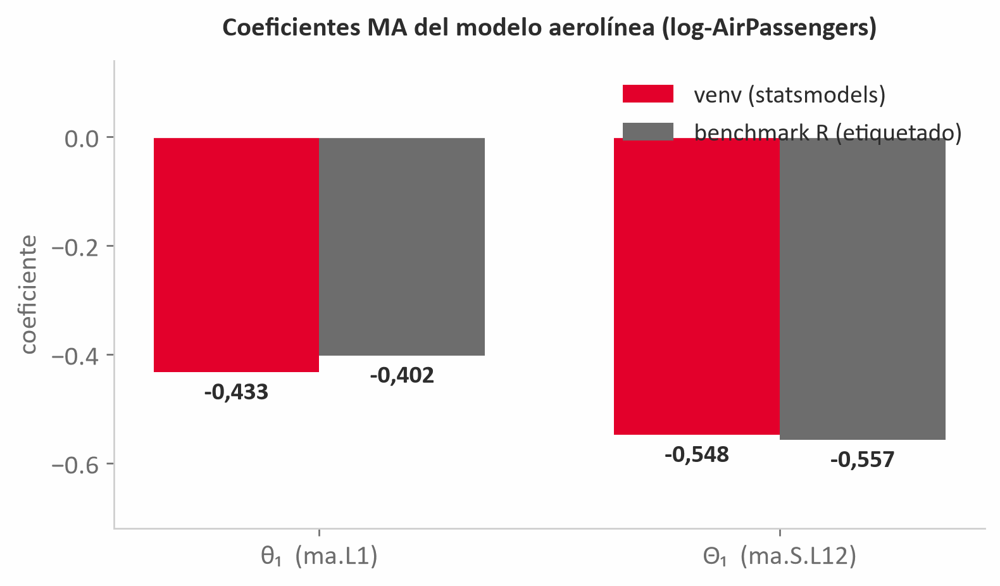 Coeficientes MA del modelo aerolínea (log-AirPassengers)
venv (statsmodels)
benchmark R (etiquetado)
coeficiente
0.0
−0.2
−0.4
−0.6
-0,433
-0,402
-0,548
-0,557
θ₁ (ma.L1)
Θ₁ (ma.S.L12)